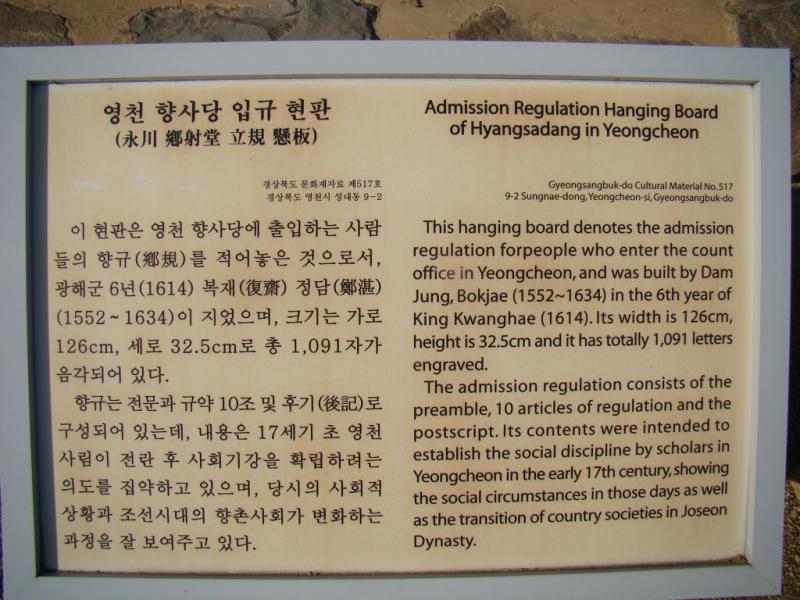 영천 향사당 입규 현판
(永川 鄕射堂 立規 懸板)
경상북도 문화재자료 제517호
경상북도 영천시 성내동 9-2
이 현판은 영천 향사당에 출입하는 사람
들의 향규(鄕規)를 적어놓은 것으로서,
광해군 6년(1614) 복재(復齋) 정담(鄭湛)
(1552~1634)이 지었으며, 크기는 가로
126cm, 세로 32.5cm로 총 1,091자가
음각되어 있다.
향규는 전문과 규약 10조 및 후기(後記)로
구성되어 있는데, 내용은 17세기 초 영천
사림이 전란 후 사회기강을 확립하려는
의도를 집약하고 있으며, 당시의 사회적
상황과 조선시대의 향촌사회가 변화하는
과정을 잘 보여주고 있다.
Admission Regulation Hanging Board
of Hyangsadang in Yeongcheon
Gyeongsangbuk-do Cultural Material No.517
9-2 Sungnae-dong, Yeongcheon-si, Gyeongsangbuk-do
This hanging board denotes the admission
regulation forpeople who enter the count
office in Yeongcheon, and was built by Dam
Jung, Bokjae (1552~1634) in the 6th year of
King Kwanghae (1614). Its width is 126cm,
height is 32.5cm and it has totally 1,091 letters
engraved.
The admission regulation consists of the
preamble, 10 articles of regulation and the
postscript. Its contents were intended to
establish the social discipline by scholars in
Yeongcheon in the early 17th century, showing
the social circumstances in those days as well
as the transition of country societies in Joseon
Dynasty.